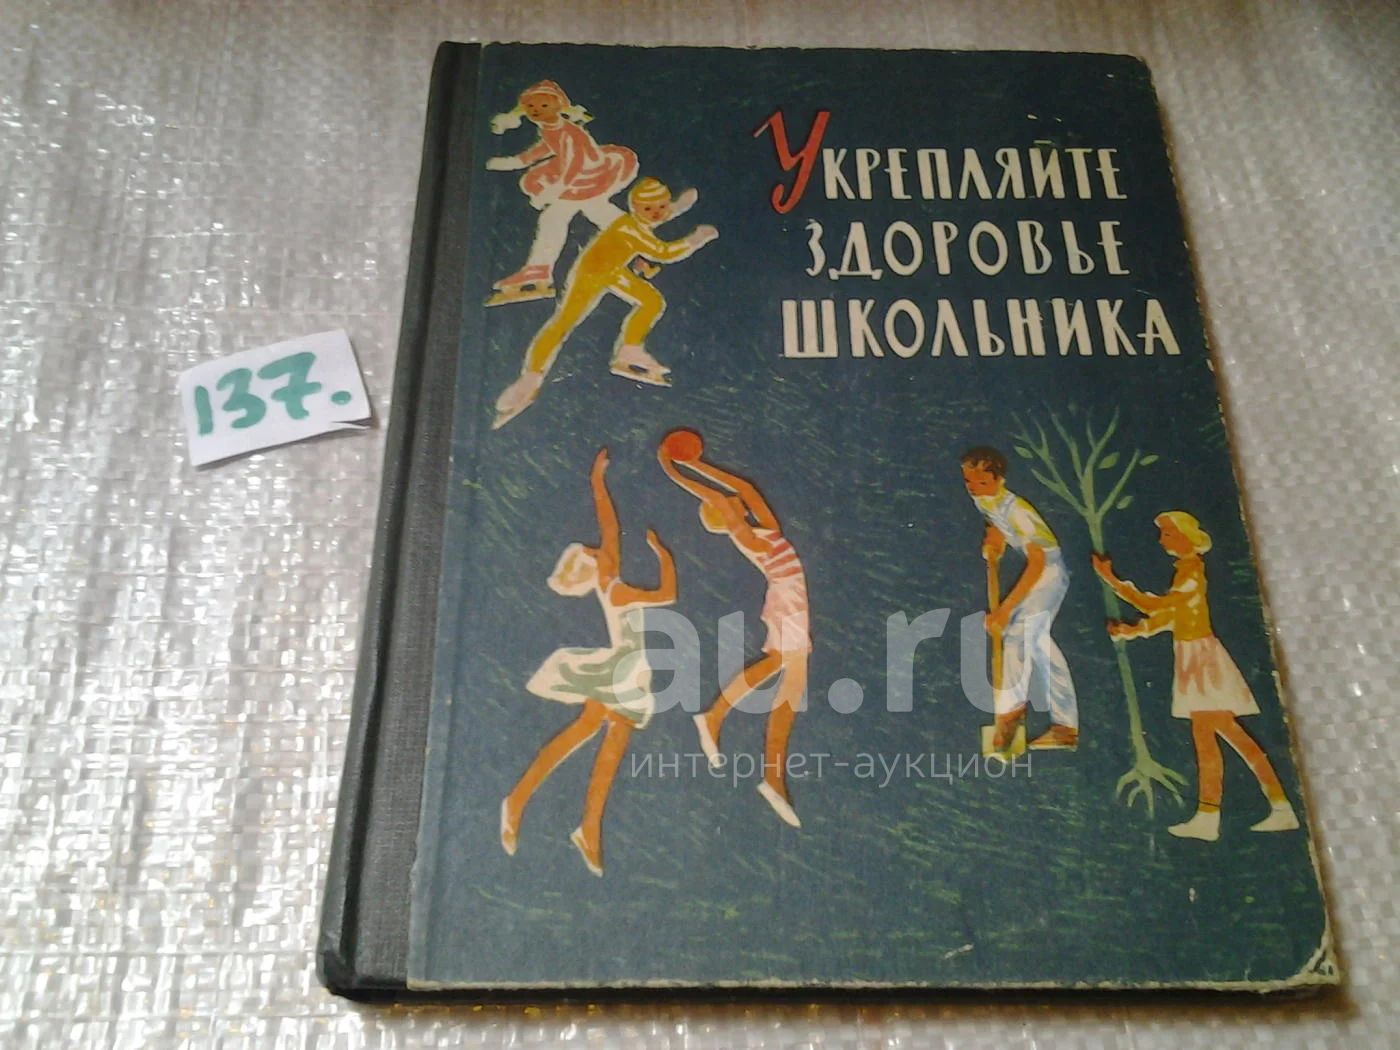 Укрепляйте
здоровье
школьника
137.
au.ru
интернет-аукцион